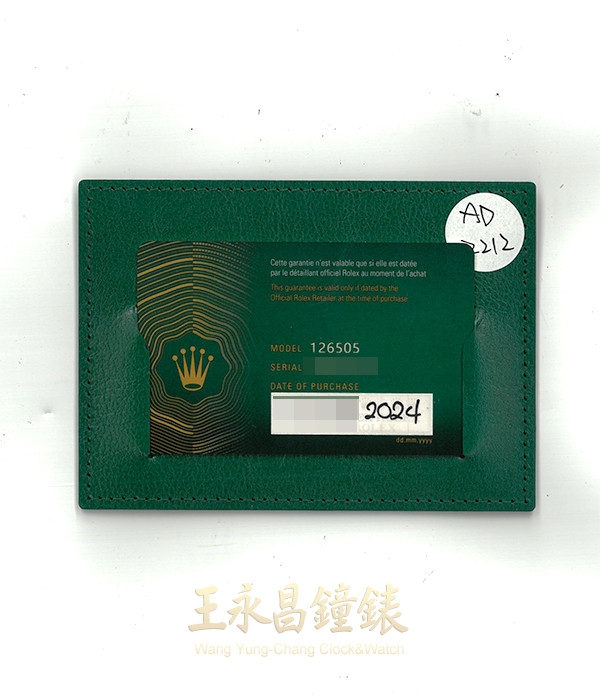 AD
2212
Cette garantie n'est valable que si elle est datée
par le détaillant officiel Rolex au moment de l'achat
This guarantee is valid only if dated by the
Official Rolex Retailer at the time of purchase
MODEL 126505
SERIAL
DATE OF PURCHASE
2024
ROLEX
dd.mm.yyyy
王永昌鐘錶
Wang Yung-Chang Clock&Watch